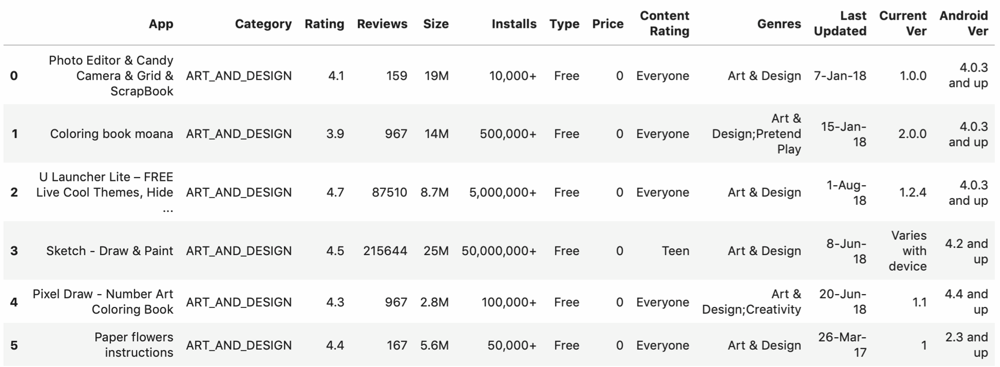 App Category Rating Reviews Size Installs Type Price Content Rating Genres Last Updated Current Ver Android Ver
0 Photo Editor & Candy Camera & Grid & ScrapBook ART_AND_DESIGN 4.1 159 19M 10,000+ Free 0 Everyone Art & Design 7-Jan-18 1.0.0 4.0.3 and up
1 Coloring book moana ART_AND_DESIGN 3.9 967 14M 500,000+ Free 0 Everyone Art & Design;Pretend Play 15-Jan-18 2.0.0 4.0.3 and up
2 U Launcher Lite – FREE Live Cool Themes, Hide ... ART_AND_DESIGN 4.7 87510 8.7M 5,000,000+ Free 0 Everyone Art & Design 1-Aug-18 1.2.4 4.0.3 and up
3 Sketch - Draw & Paint ART_AND_DESIGN 4.5 215644 25M 50,000,000+ Free 0 Teen Art & Design 8-Jun-18 Varies with device 4.2 and up
4 Pixel Draw - Number Art Coloring Book ART_AND_DESIGN 4.3 967 2.8M 100,000+ Free 0 Everyone Art & Design;Creativity 20-Jun-18 1.1 4.4 and up
5 Paper flowers instructions ART_AND_DESIGN 4.4 167 5.6M 50,000+ Free 0 Everyone Art & Design 26-Mar-17 1 2.3 and up